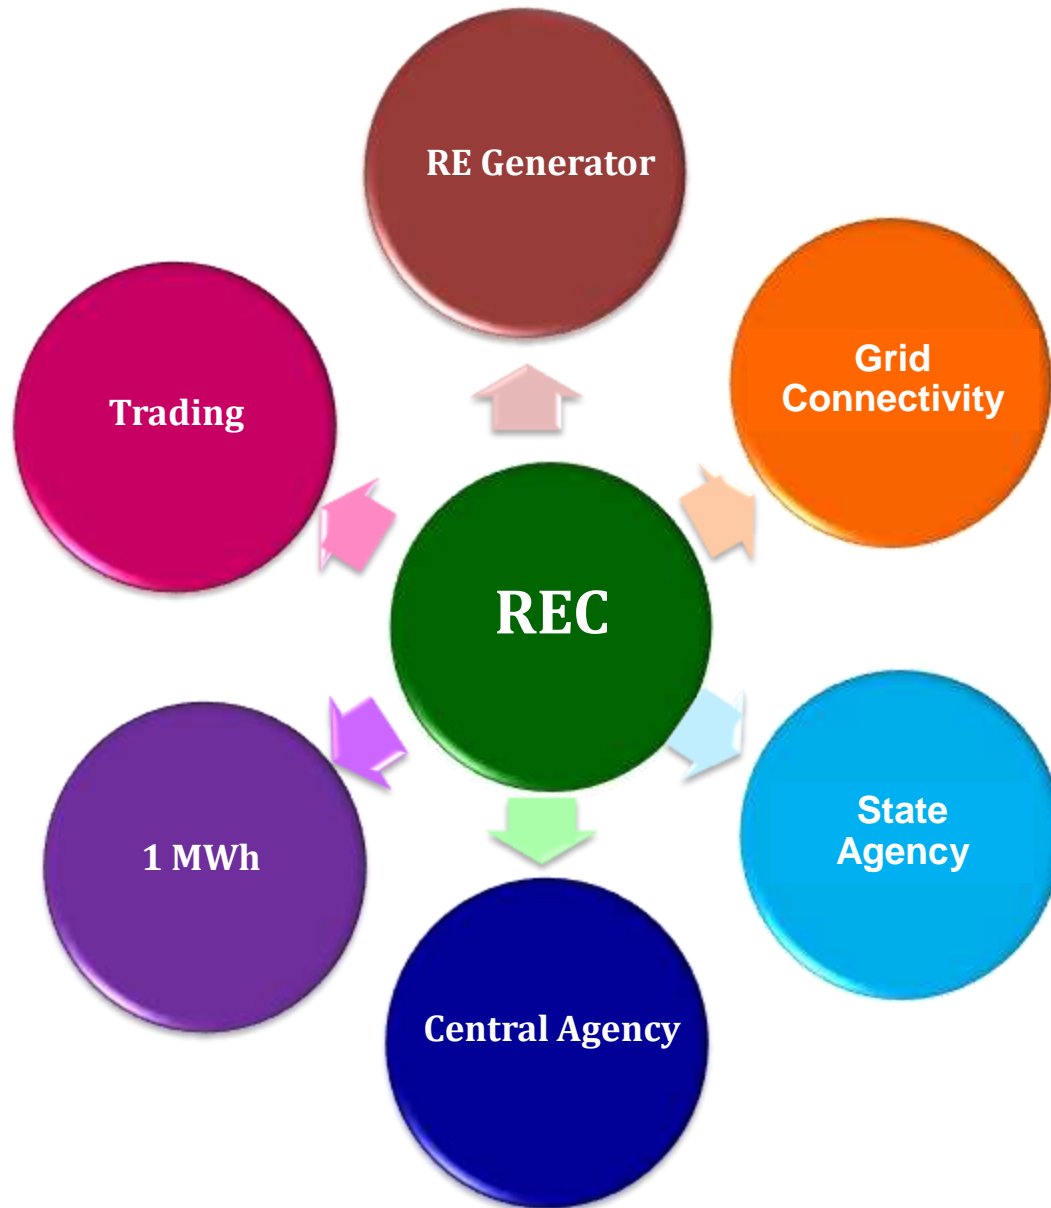 RE Generator
Grid
Connectivity
Trading
REC
State
Agency
1 MWh
Central Agency